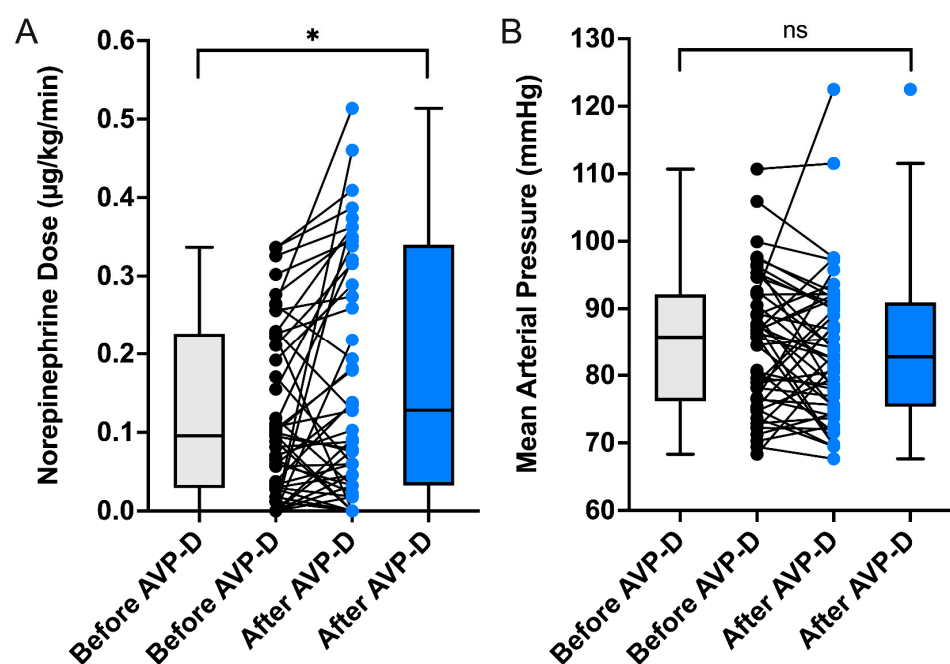 A
B
*
ns
Norepinephrine Dose (µg/kg/min)
0.6
0.5
0.4
0.3
0.2
0.1
0.0
Before AVP-D
Before AVP-D
After AVP-D
After AVP-D
Mean Arterial Pressure (mmHg)
130
120
110
100
90
80
70
60
Before AVP-D
Before AVP-D
After AVP-D
After AVP-D